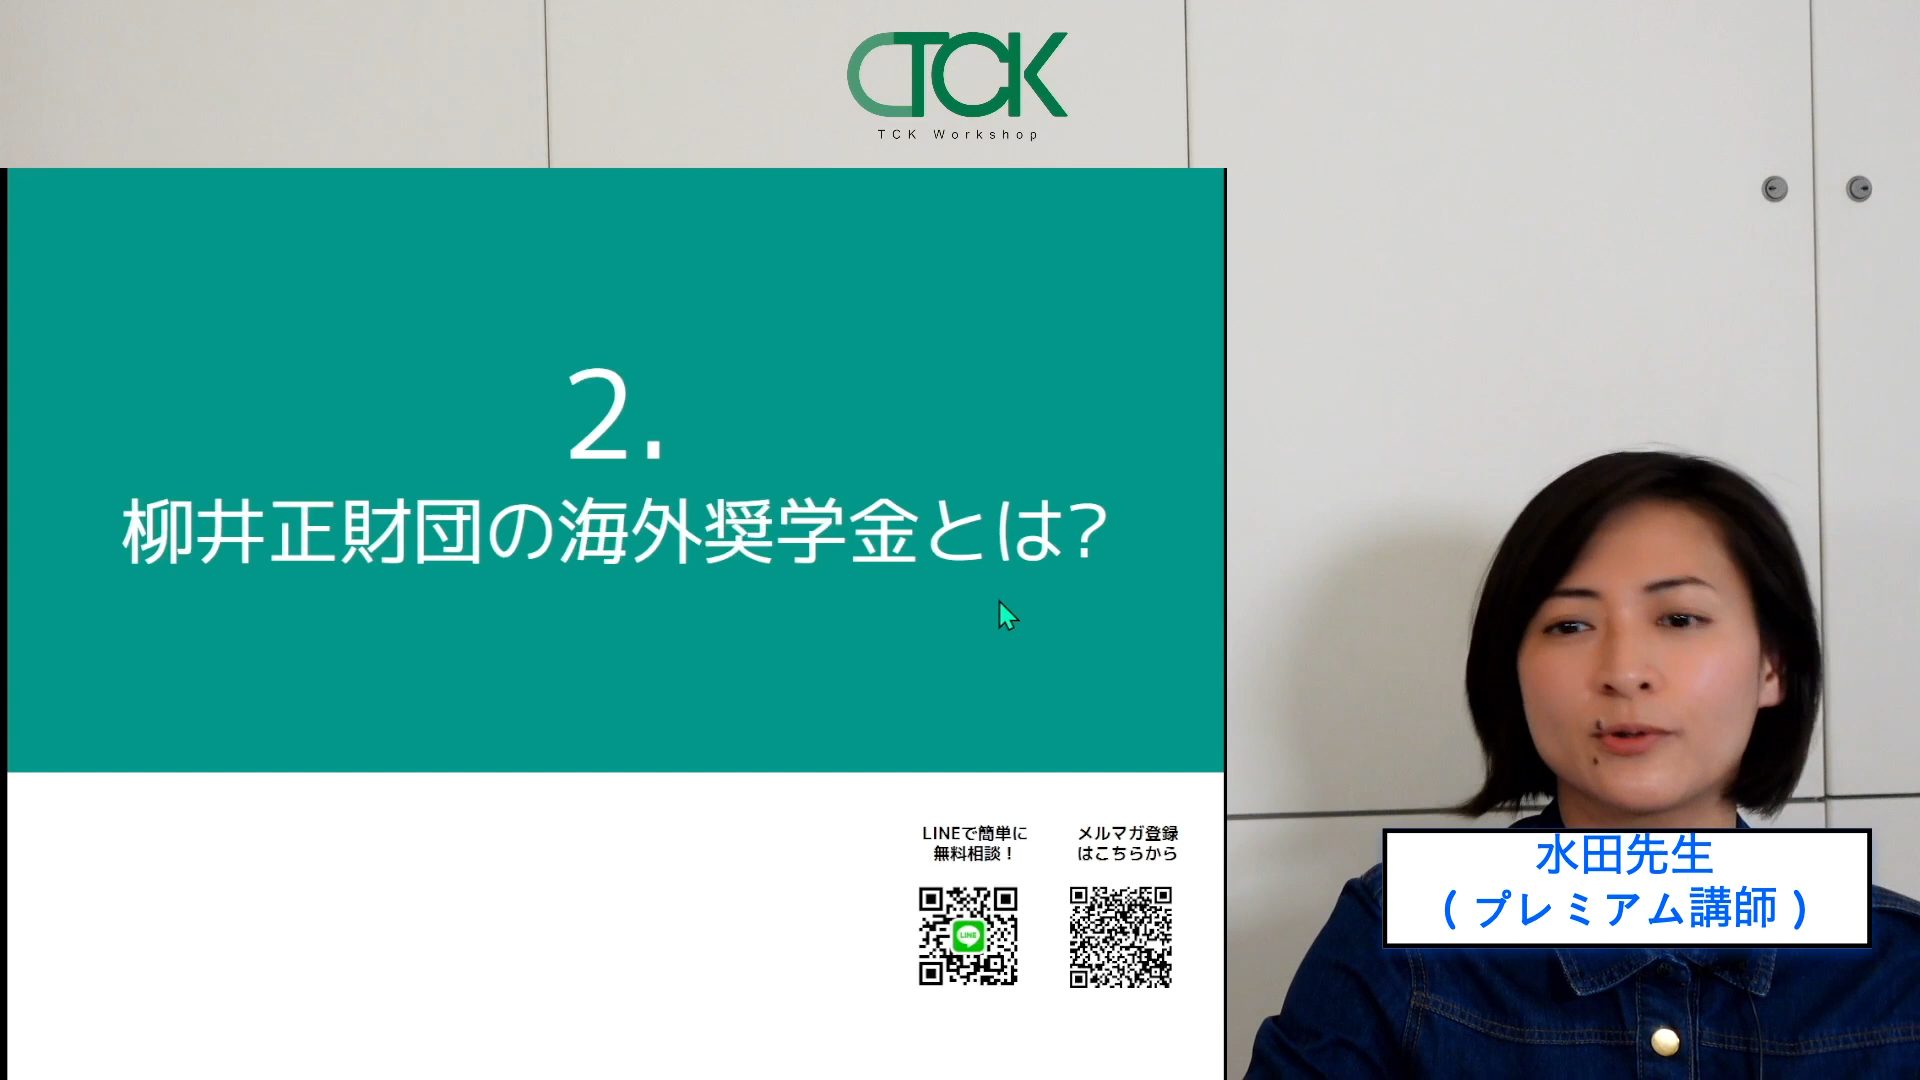 TCK
TCK Workshop
2.
柳井正財団の海外奨学金とは?
LINEで簡単に
無料相談！
メルマガ登録
はこちらから
LINE
水田先生
(プレミアム講師)